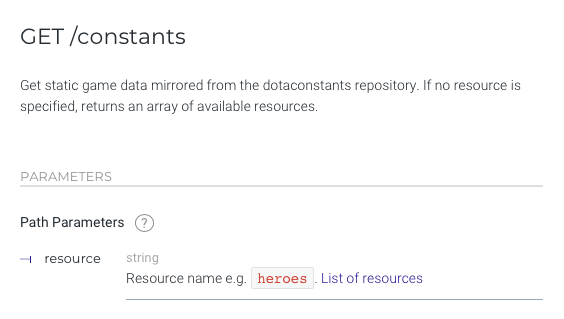 GET /constants
Get static game data mirrored from the dotaconstants repository. If no resource is
specified, returns an array of available resources.
PARAMETERS
Path Parameters ?
resource string
Resource name e.g. heroes . List of resources